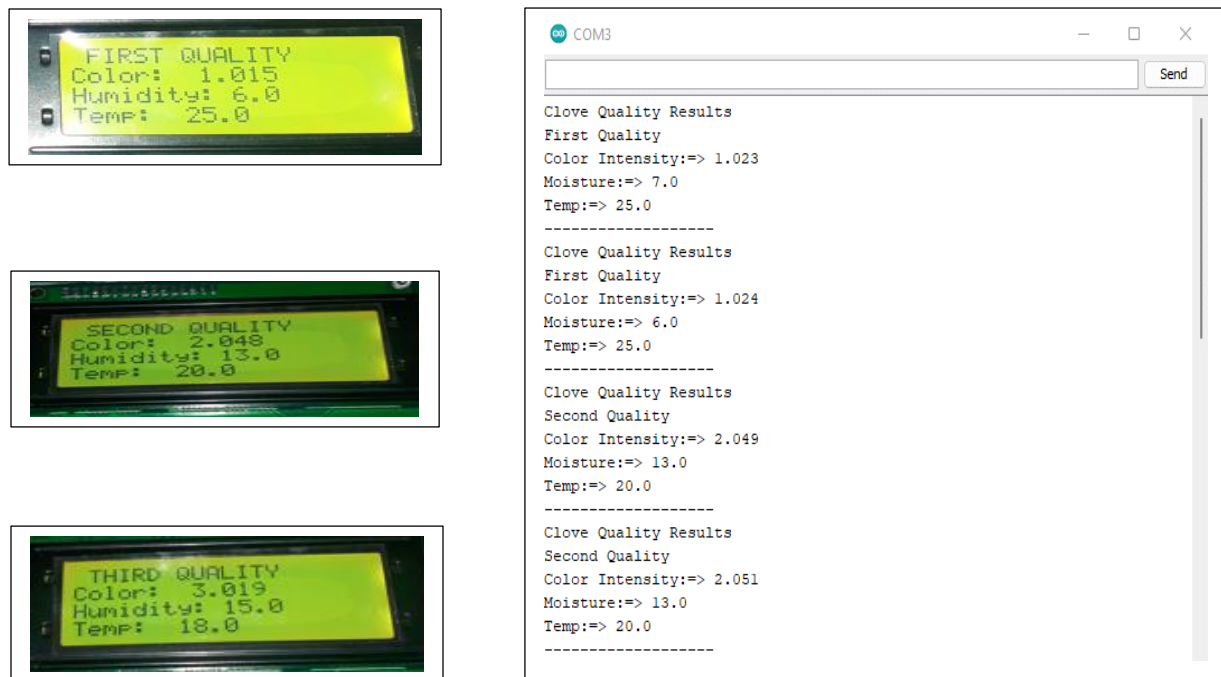 FIRST QUALITY
Color: 1.015
Humidity: 6.0
Temp: 25.0
SECOND QUALITY
Color: 2.048
Humidity: 13.0
Temp: 20.0
THIRD QUALITY
Color: 3.019
Humidity: 15.0
Temp: 18.0
COM3
Send
Clove Quality Results
First Quality
Color Intensity:=> 1.023
Moisture:=> 7.0
Temp:=> 25.0
-------------------
Clove Quality Results
First Quality
Color Intensity:=> 1.024
Moisture:=> 6.0
Temp:=> 25.0
-------------------
Clove Quality Results
Second Quality
Color Intensity:=> 2.049
Moisture:=> 13.0
Temp:=> 20.0
-------------------
Clove Quality Results
Second Quality
Color Intensity:=> 2.051
Moisture:=> 13.0
Temp:=> 20.0
-------------------